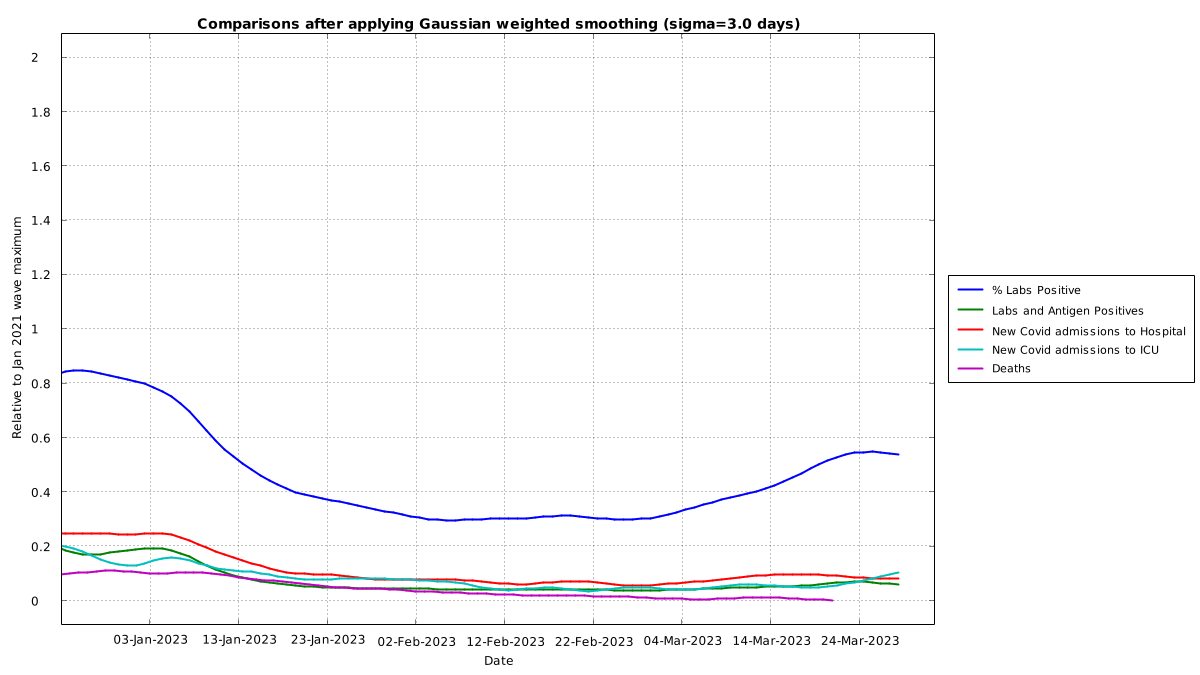 Comparisons after applying Gaussian weighted smoothing (sigma=3.0 days)
Relative to Jan 2021 wave maximum
2
1.8
1.6
1.4
1.2
1
0.8
0.6
0.4
0.2
0
03-Jan-2023 13-Jan-2023 23-Jan-2023 02-Feb-2023 12-Feb-2023 22-Feb-2023 04-Mar-2023 14-Mar-2023 24-Mar-2023
Date
% Labs Positive
Labs and Antigen Positives
New Covid admissions to Hospital
New Covid admissions to ICU
Deaths